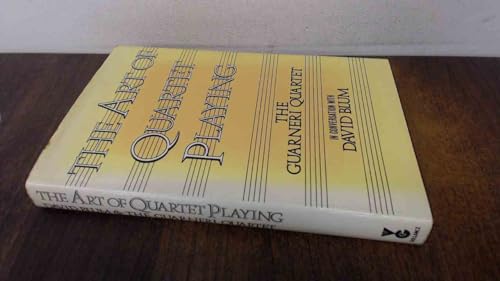 THE ART OF
QUARTET
PLAYING
THE
GUARNERI QUARTET
IN CONVERSATION WITH
DAVID BLUM
THE ART OF QUARTET PLAYING
THE GUARNERI QUARTET
VG